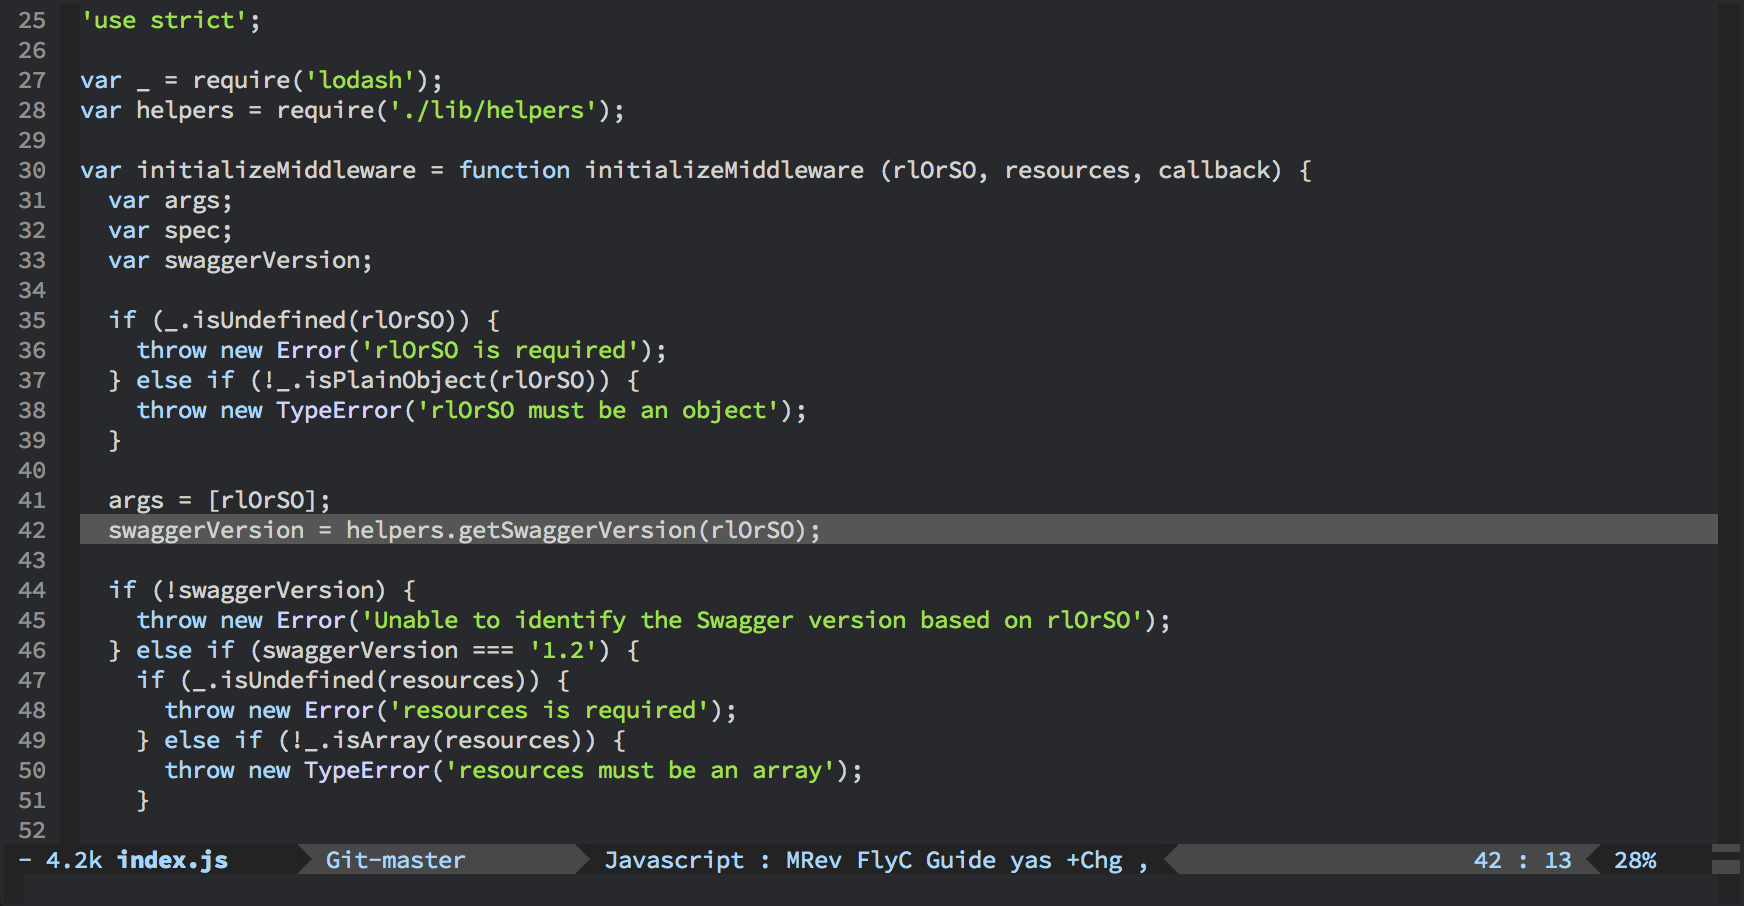 25 'use strict';
26
27 var _ = require('lodash');
28 var helpers = require('./lib/helpers');
29
30 var initializeMiddleware = function initializeMiddleware (rlOrSO, resources, callback) {
31   var args;
32   var spec;
33   var swaggerVersion;
34
35   if (_.isUndefined(rlOrSO)) {
36     throw new Error('rlOrSO is required');
37   } else if (!_.isPlainObject(rlOrSO)) {
38     throw new TypeError('rlOrSO must be an object');
39   }
40
41   args = [rlOrSO];
42   swaggerVersion = helpers.getSwaggerVersion(rlOrSO);
43
44   if (!swaggerVersion) {
45     throw new Error('Unable to identify the Swagger version based on rlOrSO');
46   } else if (swaggerVersion === '1.2') {
47     if (_.isUndefined(resources)) {
48       throw new Error('resources is required');
49     } else if (!_.isArray(resources)) {
50       throw new TypeError('resources must be an array');
51     }
52
- 4.2k index.js Git-master Javascript : MRev FlyC Guide yas +Chg , 42 : 13 28%